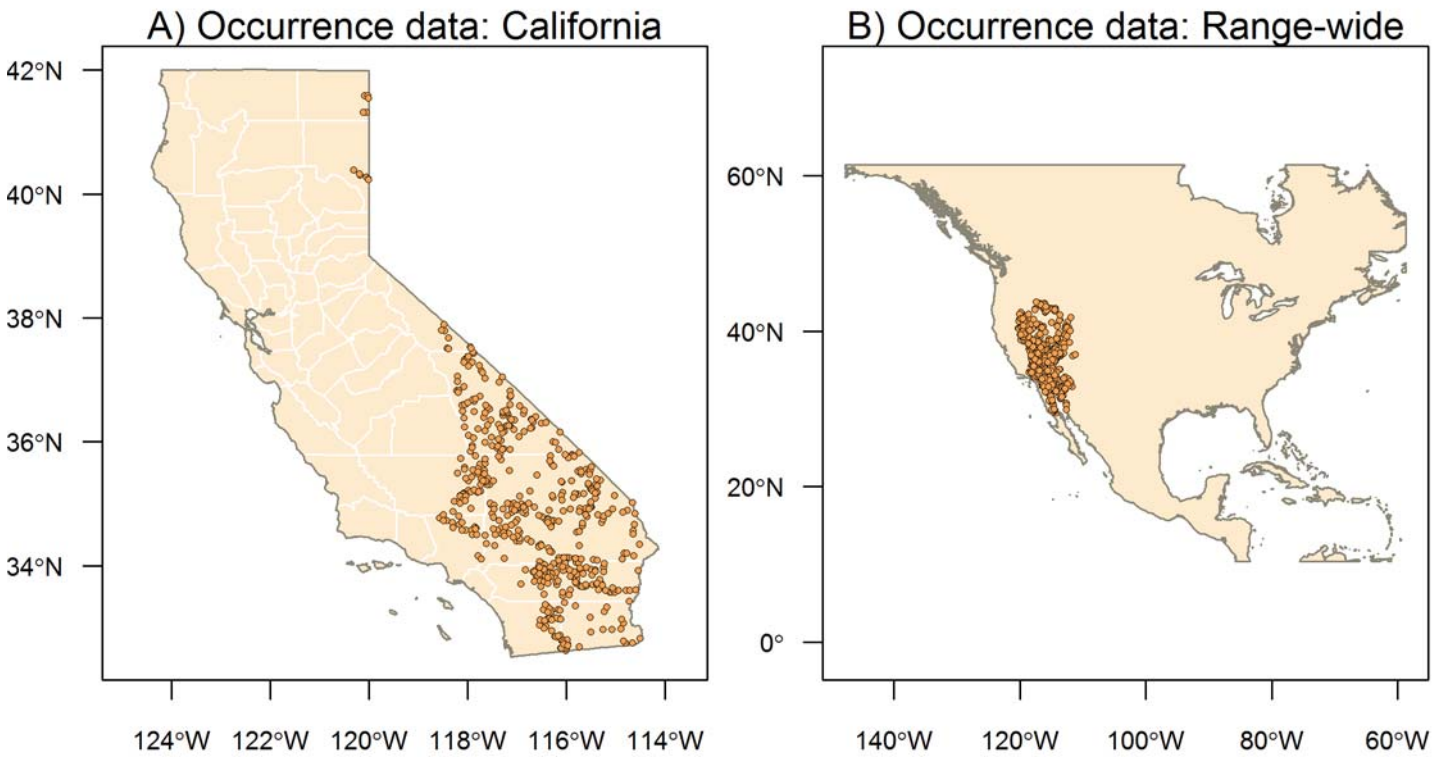 A) Occurrence data: California
42°N
40°N
38°N
36°N
34°N
124°W 122°W 120°W 118°W 116°W 114°W
B) Occurrence data: Range-wide
60°N
40°N
20°N
0°
140°W 120°W 100°W 80°W 60°W